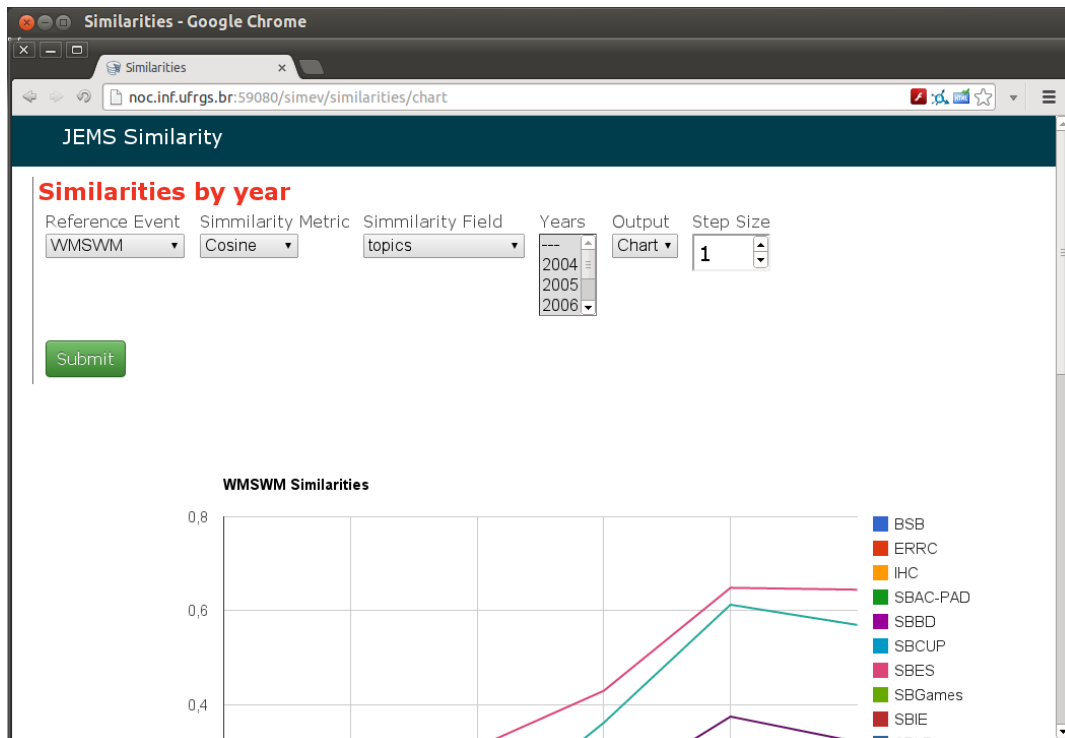 Similarities - Google Chrome
Similarities
noc.inf.ufrgs.br:59080/simev/similarities/chart
JEMS Similarity
Similarities by year
Reference Event Simmilarity Metric Simmilarity Field Years Output Step Size
WMSWM Cosine topics --- Chart 1
2004
2005
2006
Submit
WMSWM Similarities
0,8
0,6
0,4
BSB
ERRC
IHC
SBAC-PAD
SBBD
SBCUP
SBES
SBGames
SBIE